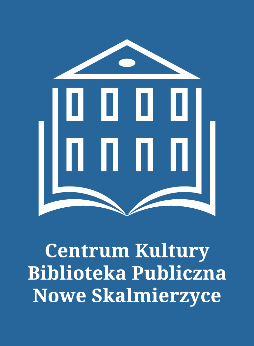 Centrum Kultury
Biblioteka Publiczna
Nowe Skalmierzyce